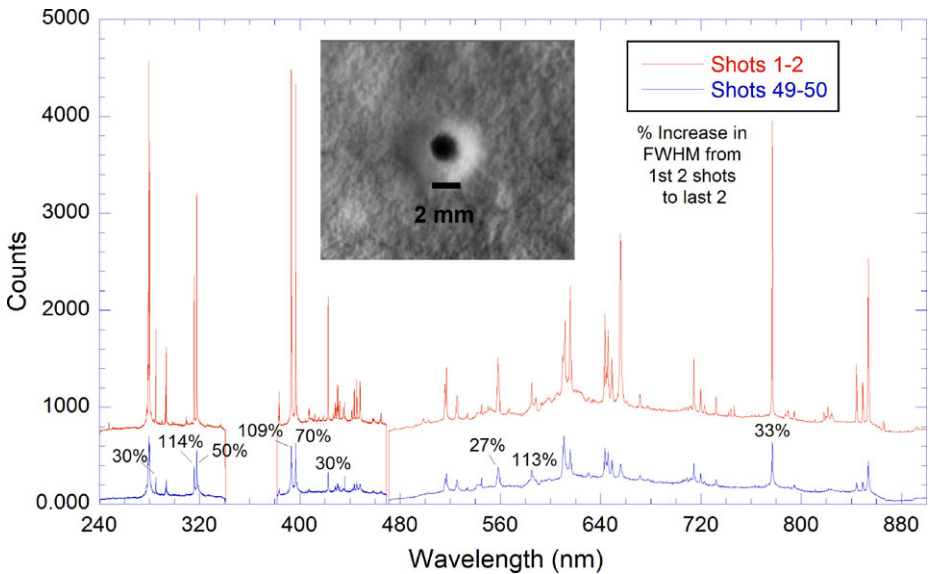 5000
4000
3000
2000
1000
0.000
Counts
Shots 1-2
Shots 49-50
% Increase in
FWHM from
1st 2 shots
to last 2
2 mm
30%
114%
50%
109%
70%
30%
27%
113%
33%
240 320 400 480 560 640 720 800 880
Wavelength (nm)